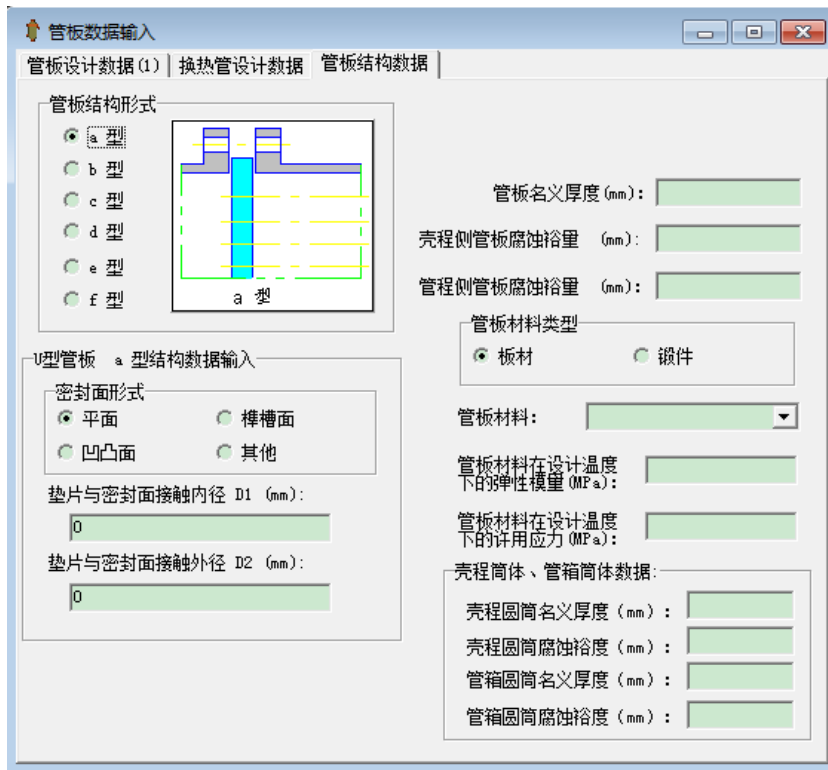 管板数据输入
管板设计数据(1) 换热管设计数据 管板结构数据
管板结构形式
a 型
b 型
c 型
d 型
e 型
f 型
a 型
U型管板 a 型结构数据输入
密封面形式
平面 榫槽面
凹凸面 其他
垫片与密封面接触内径 D1 (mm):
0
垫片与密封面接触外径 D2 (mm):
0
管板名义厚度(mm):
壳程侧管板腐蚀裕量 (mm):
管程侧管板腐蚀裕量 (mm):
管板材料类型
板材 锻件
管板材料:
管板材料在设计温度
下的弹性模量(MPa):
管板材料在设计温度
下的许用应力(MPa):
壳程筒体、管箱筒体数据:
壳程圆筒名义厚度(mm):
壳程圆筒腐蚀裕度(mm):
管箱圆筒名义厚度(mm):
管箱圆筒腐蚀裕度(mm):